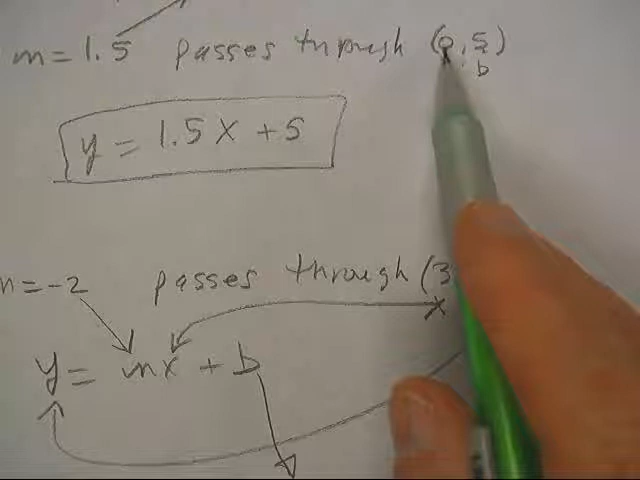 m = 1.5 passes through (0, 5)
b
y = 1.5x + 5
m = -2 passes through (3
x
y = mx + b